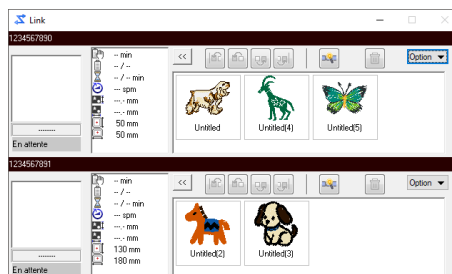 Link
1234567890
-- min
-- / --
-- / -- min
--- spm
---.- mm
---.- mm
50 mm
50 mm
--------
En attente
<<
Option
Untitled
Untitled(4)
Untitled(5)
1234567891
-- min
-- / --
-- / -- min
--- spm
---.- mm
---.- mm
130 mm
180 mm
--------
En attente
<<
Option
Untitled(2)
Untitled(3)